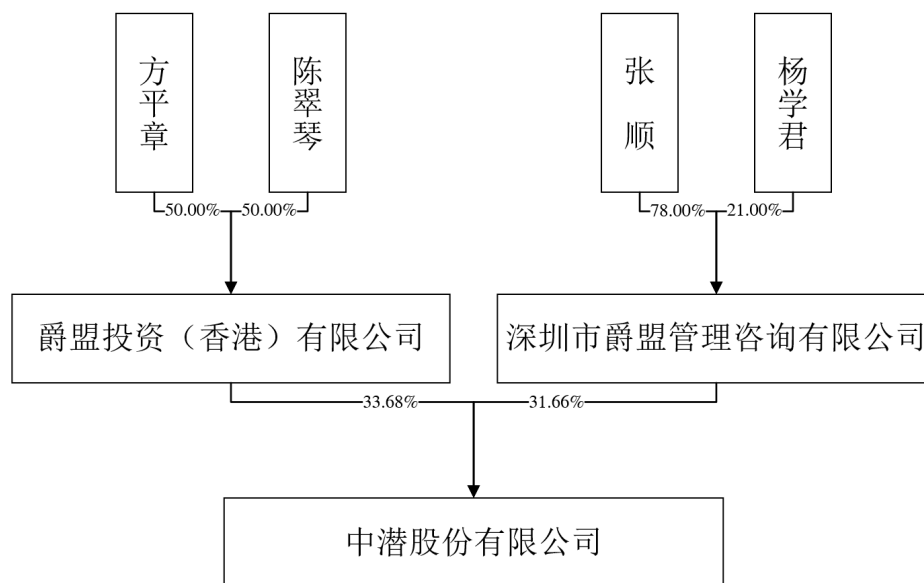 方平章
陈翠琴
张 顺
杨学君
50.00%
50.00%
78.00%
21.00%
爵盟投资（香港）有限公司
深圳市爵盟管理咨询有限公司
33.68%
31.66%
中潜股份有限公司